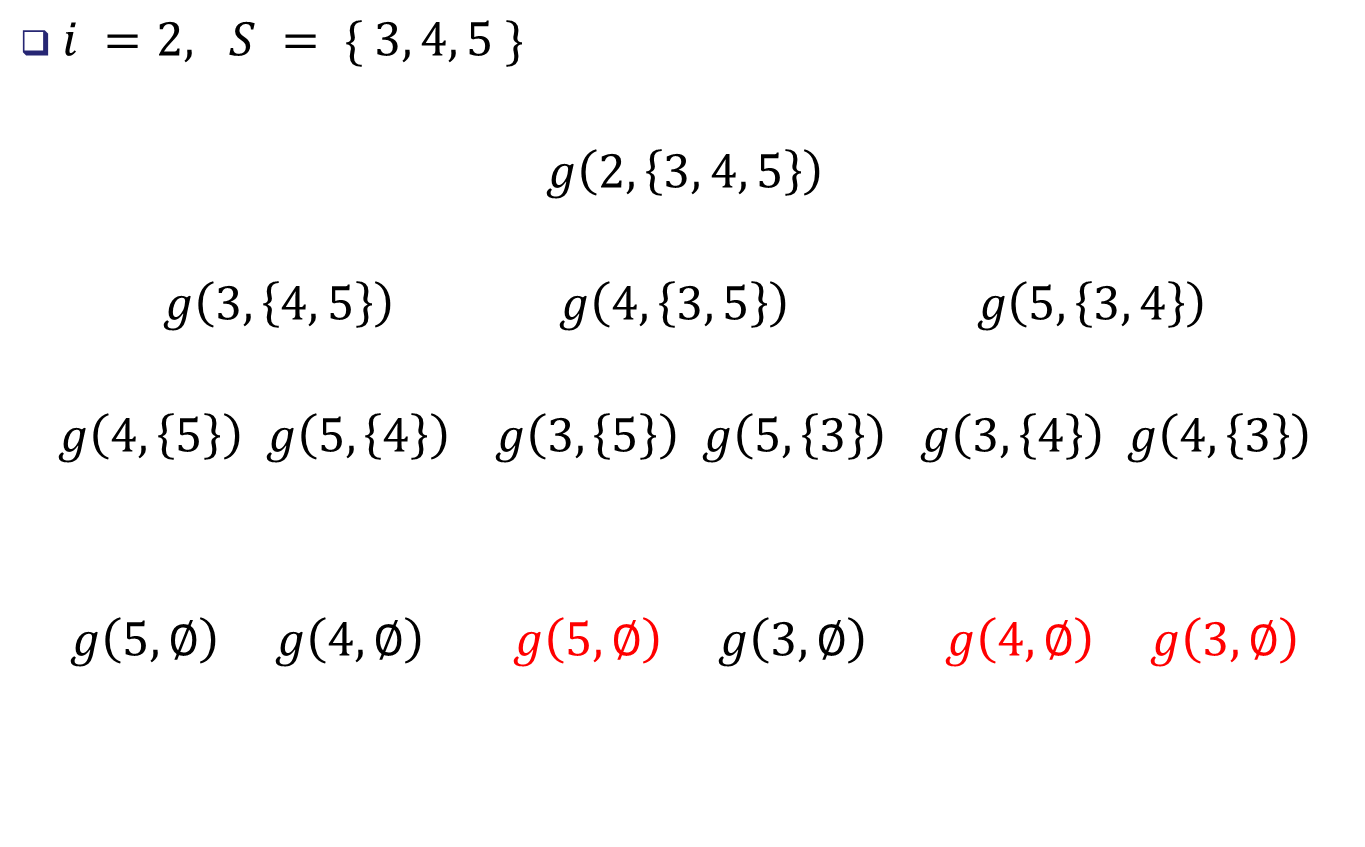 ❑ i = 2, S = { 3, 4, 5 }
g(2, {3, 4, 5})
g(3, {4, 5}) g(4, {3, 5}) g(5, {3, 4})
g(4, {5}) g(5, {4}) g(3, {5}) g(5, {3}) g(3, {4}) g(4, {3})
g(5, ∅) g(4, ∅) g(5, ∅) g(3, ∅) g(4, ∅) g(3, ∅)